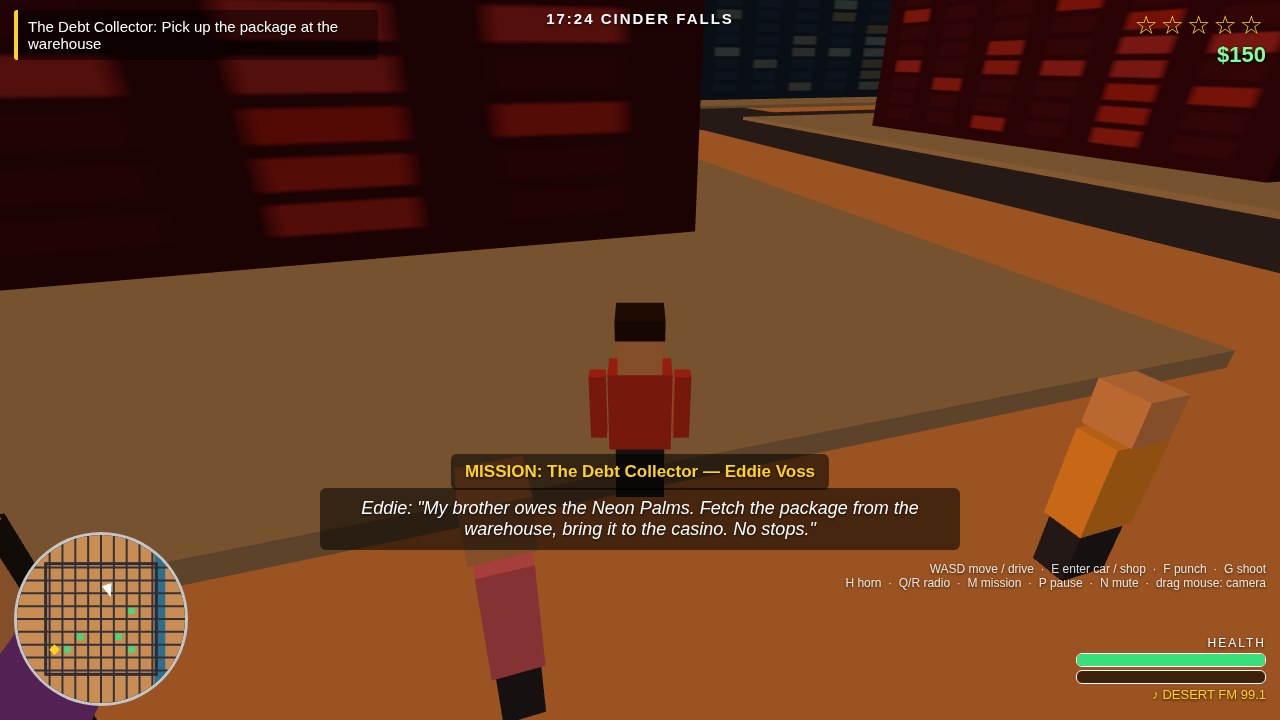 The Debt Collector: Pick up the package at the
warehouse
17:24 CINDER FALLS
☆☆☆☆☆
$150
MISSION: The Debt Collector — Eddie Voss
Eddie: "My brother owes the Neon Palms. Fetch the package from the
warehouse, bring it to the casino. No stops."
WASD move / drive · E enter car / shop · F punch · G shoot
H horn · Q/R radio · M mission · P pause · N mute · drag mouse: camera
HEALTH
♪ DESERT FM 99.1